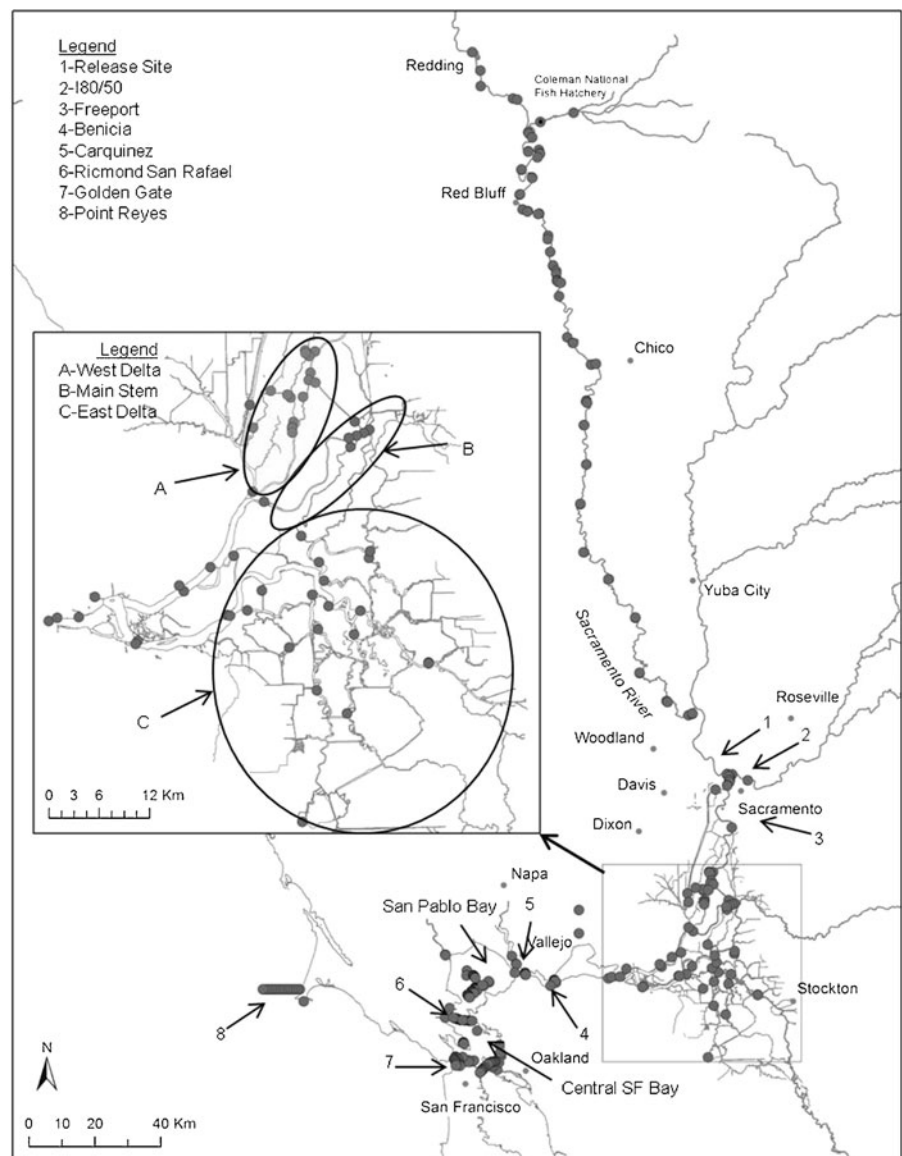 Legend
1-Release Site
2-I80/50
3-Freeport
4-Benicia
5-Carquinez
6-Ricmond San Rafael
7-Golden Gate
8-Point Reyes
Redding
Coleman National
Fish Hatchery
Red Bluff
Chico
Legend
A-West Delta
B-Main Stem
C-East Delta
A
B
C
0 3 6 12 Km
Yuba City
Sacramento River
Roseville
Woodland
1
2
Davis
Sacramento
Dixon
3
Napa
San Pablo Bay
5
Vallejo
6
Stockton
8
4
N
7
Oakland
Central SF Bay
San Francisco
0 10 20 40 Km